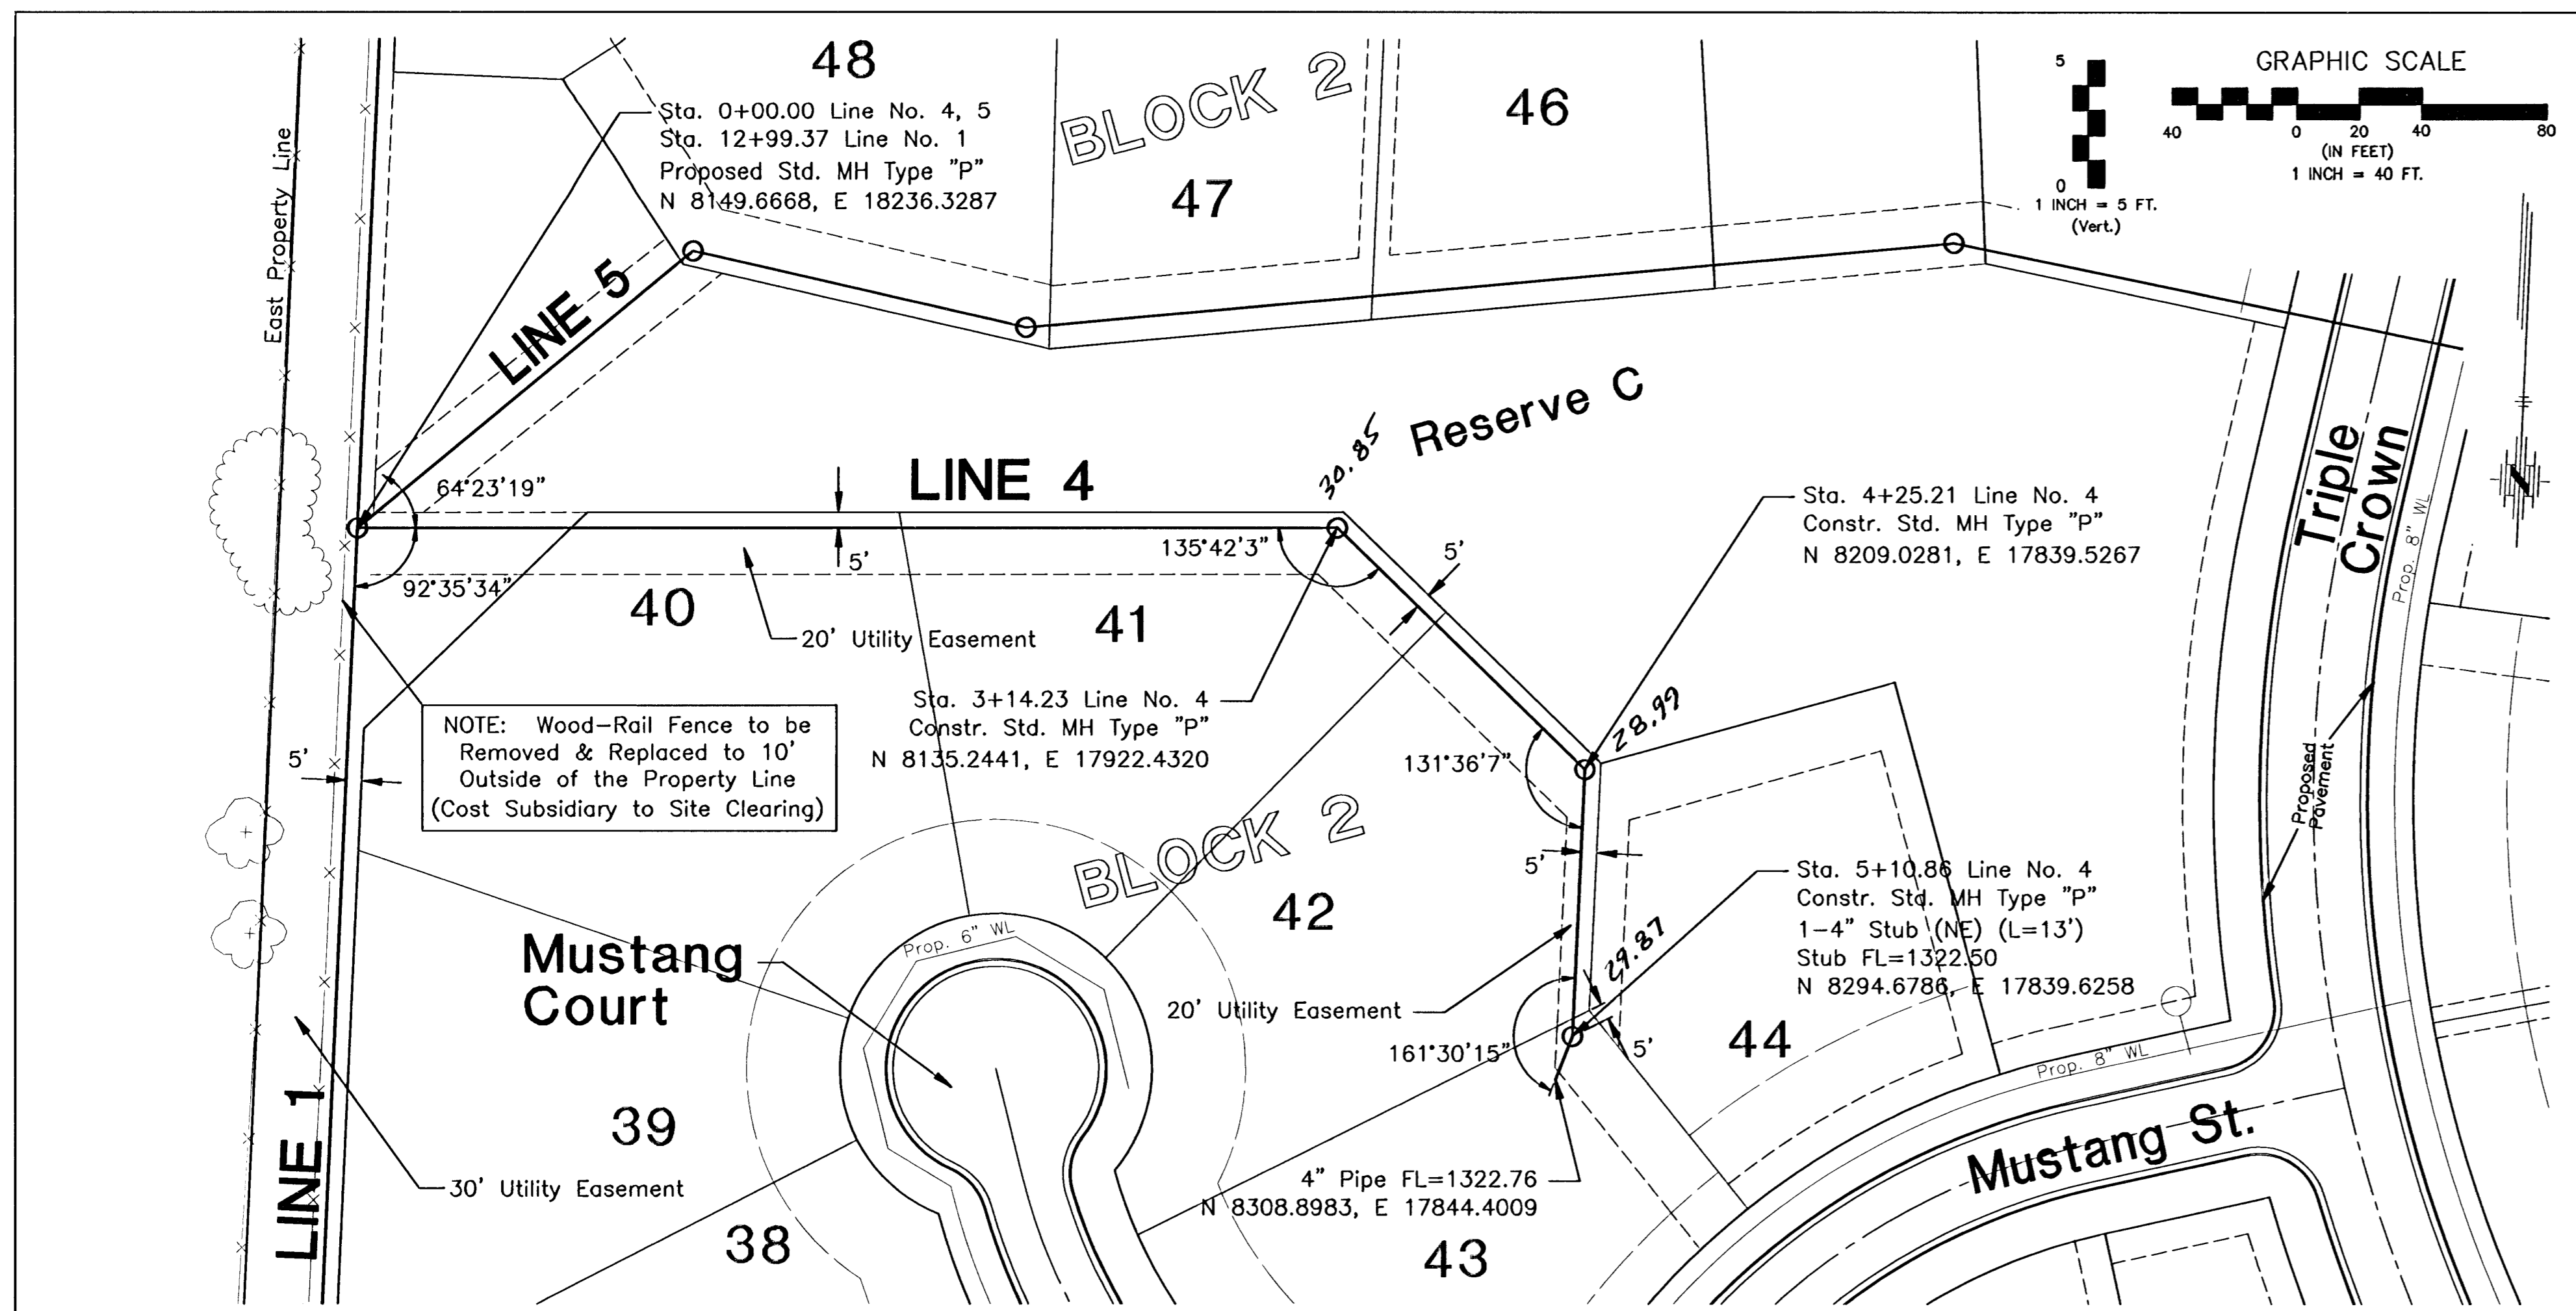 48
BLOCK 2
46
47
GRAPHIC SCALE
5
0
1 INCH = 5 FT.
(Vert.)
40 0 20 40 80
(IN FEET)
1 INCH = 40 FT.
East Property Line
Sta. 0+00.00 Line No. 4, 5
Sta. 12+99.37 Line No. 1
Proposed Std. MH Type "P"
N 8149.6668, E 18236.3287
LINE 5
64°23'19"
92°35'34"
LINE 4
5'
135°42'3"
30.85
Reserve C
5'
Sta. 4+25.21 Line No. 4
Constr. Std. MH Type "P"
N 8209.0281, E 17839.5267
Triple
Crown
Prop. 8" WL
N
40
20' Utility Easement
41
Sta. 3+14.23 Line No. 4
Constr. Std. MH Type "P"
N 8135.2441, E 17922.4320
NOTE: Wood-Rail Fence to be
Removed & Replaced to 10'
Outside of the Property Line
(Cost Subsidiary to Site Clearing)
5'
28.99
131°36'7"
Proposed
Pavement
BLOCK 2
42
5'
Sta. 5+10.86 Line No. 4
Constr. Std. MH Type "P"
1-4" Stub (NE) (L=13')
Stub FL=1322.50
N 8294.6786, E 17839.6258
Mustang
Court
Prop. 6" WL
29.87
20' Utility Easement
161°30'15"
5'
44
Prop. 8" WL
Mustang St.
LINE 1
39
30' Utility Easement
4" Pipe FL=1322.76
N 8308.8983, E 17844.4009
38
43